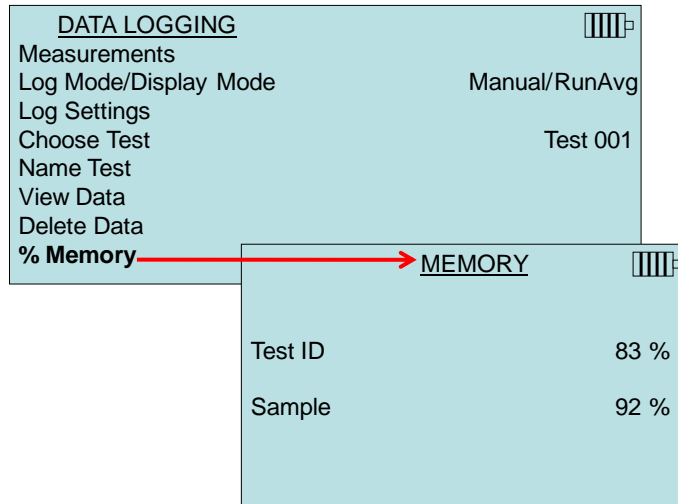 DATA LOGGING
Measurements
Log Mode/Display Mode Manual/RunAvg
Log Settings
Choose Test Test 001
Name Test
View Data
Delete Data
% Memory
MEMORY
Test ID 83 %
Sample 92 %